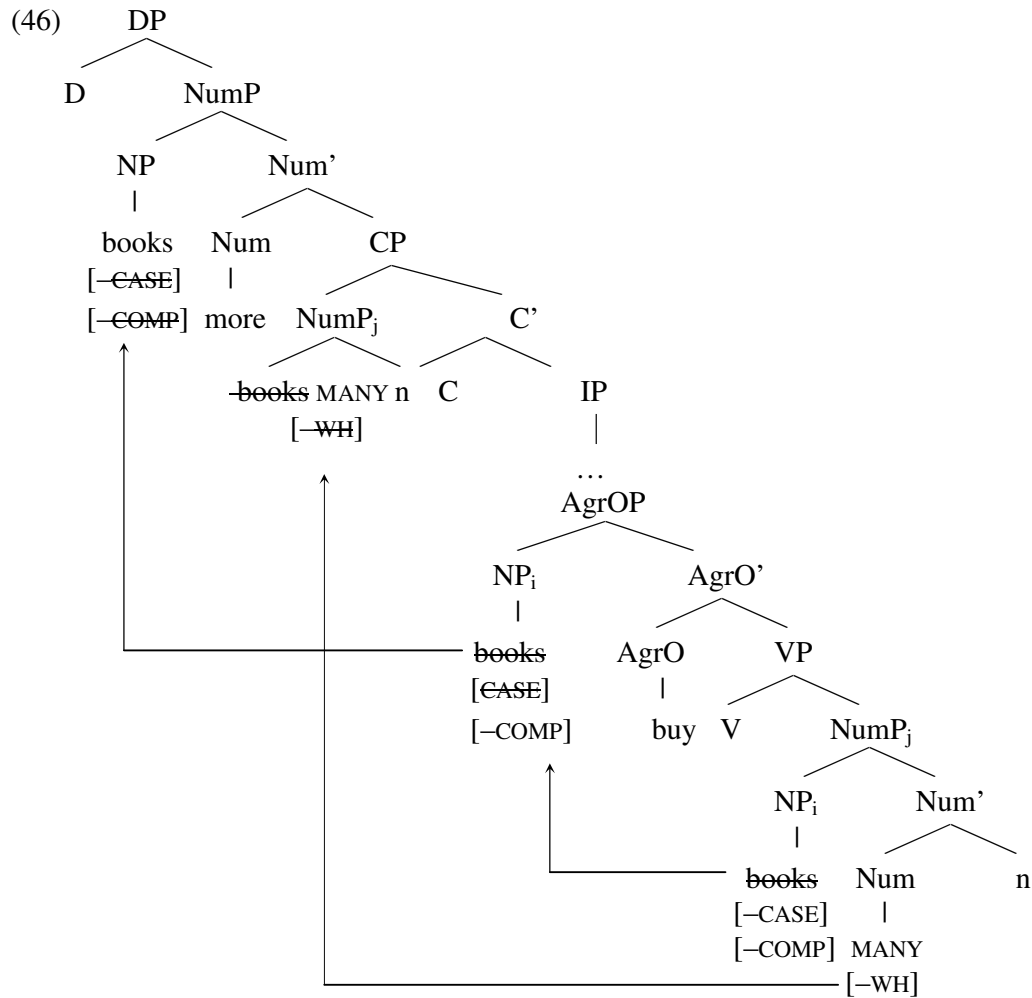 (46) DP
D NumP
NP Num’
books Num CP
[–CASE]
[–COMP] more NumPj C’
books MANY n C IP
[–WH]
…
AgrOP
NPi AgrO’
books AgrO VP
[CASE]
[–COMP] buy V NumPj
NPi Num’
books Num n
[–CASE]
[–COMP] MANY
[–WH]